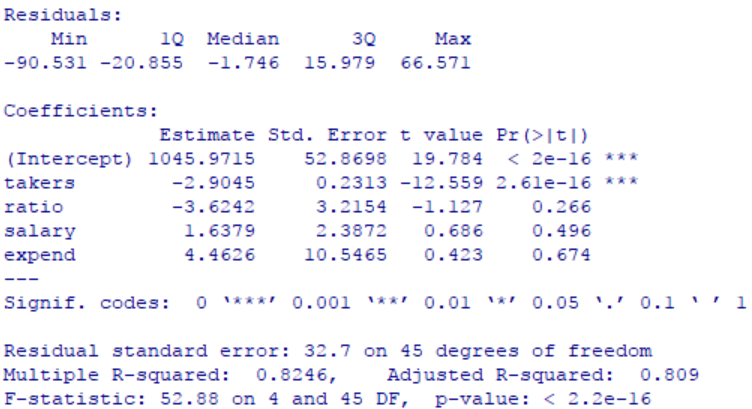 Residuals:
    Min      1Q  Median      3Q     Max
-90.531 -20.855  -1.746  15.979  66.571

Coefficients:
             Estimate Std. Error t value Pr(>|t|)
(Intercept) 1045.9715    52.8698  19.784  < 2e-16 ***
takers        -2.9045     0.2313 -12.559 2.61e-16 ***
ratio         -3.6242     3.2154  -1.127    0.266
salary         1.6379     2.3872   0.686    0.496
expend         4.4626    10.5465   0.423    0.674
---
Signif. codes:  0 ‘***’ 0.001 ‘**’ 0.01 ‘*’ 0.05 ‘.’ 0.1 ‘ ’ 1

Residual standard error: 32.7 on 45 degrees of freedom
Multiple R-squared:  0.8246,    Adjusted R-squared:  0.809
F-statistic: 52.88 on 4 and 45 DF,  p-value: < 2.2e-16